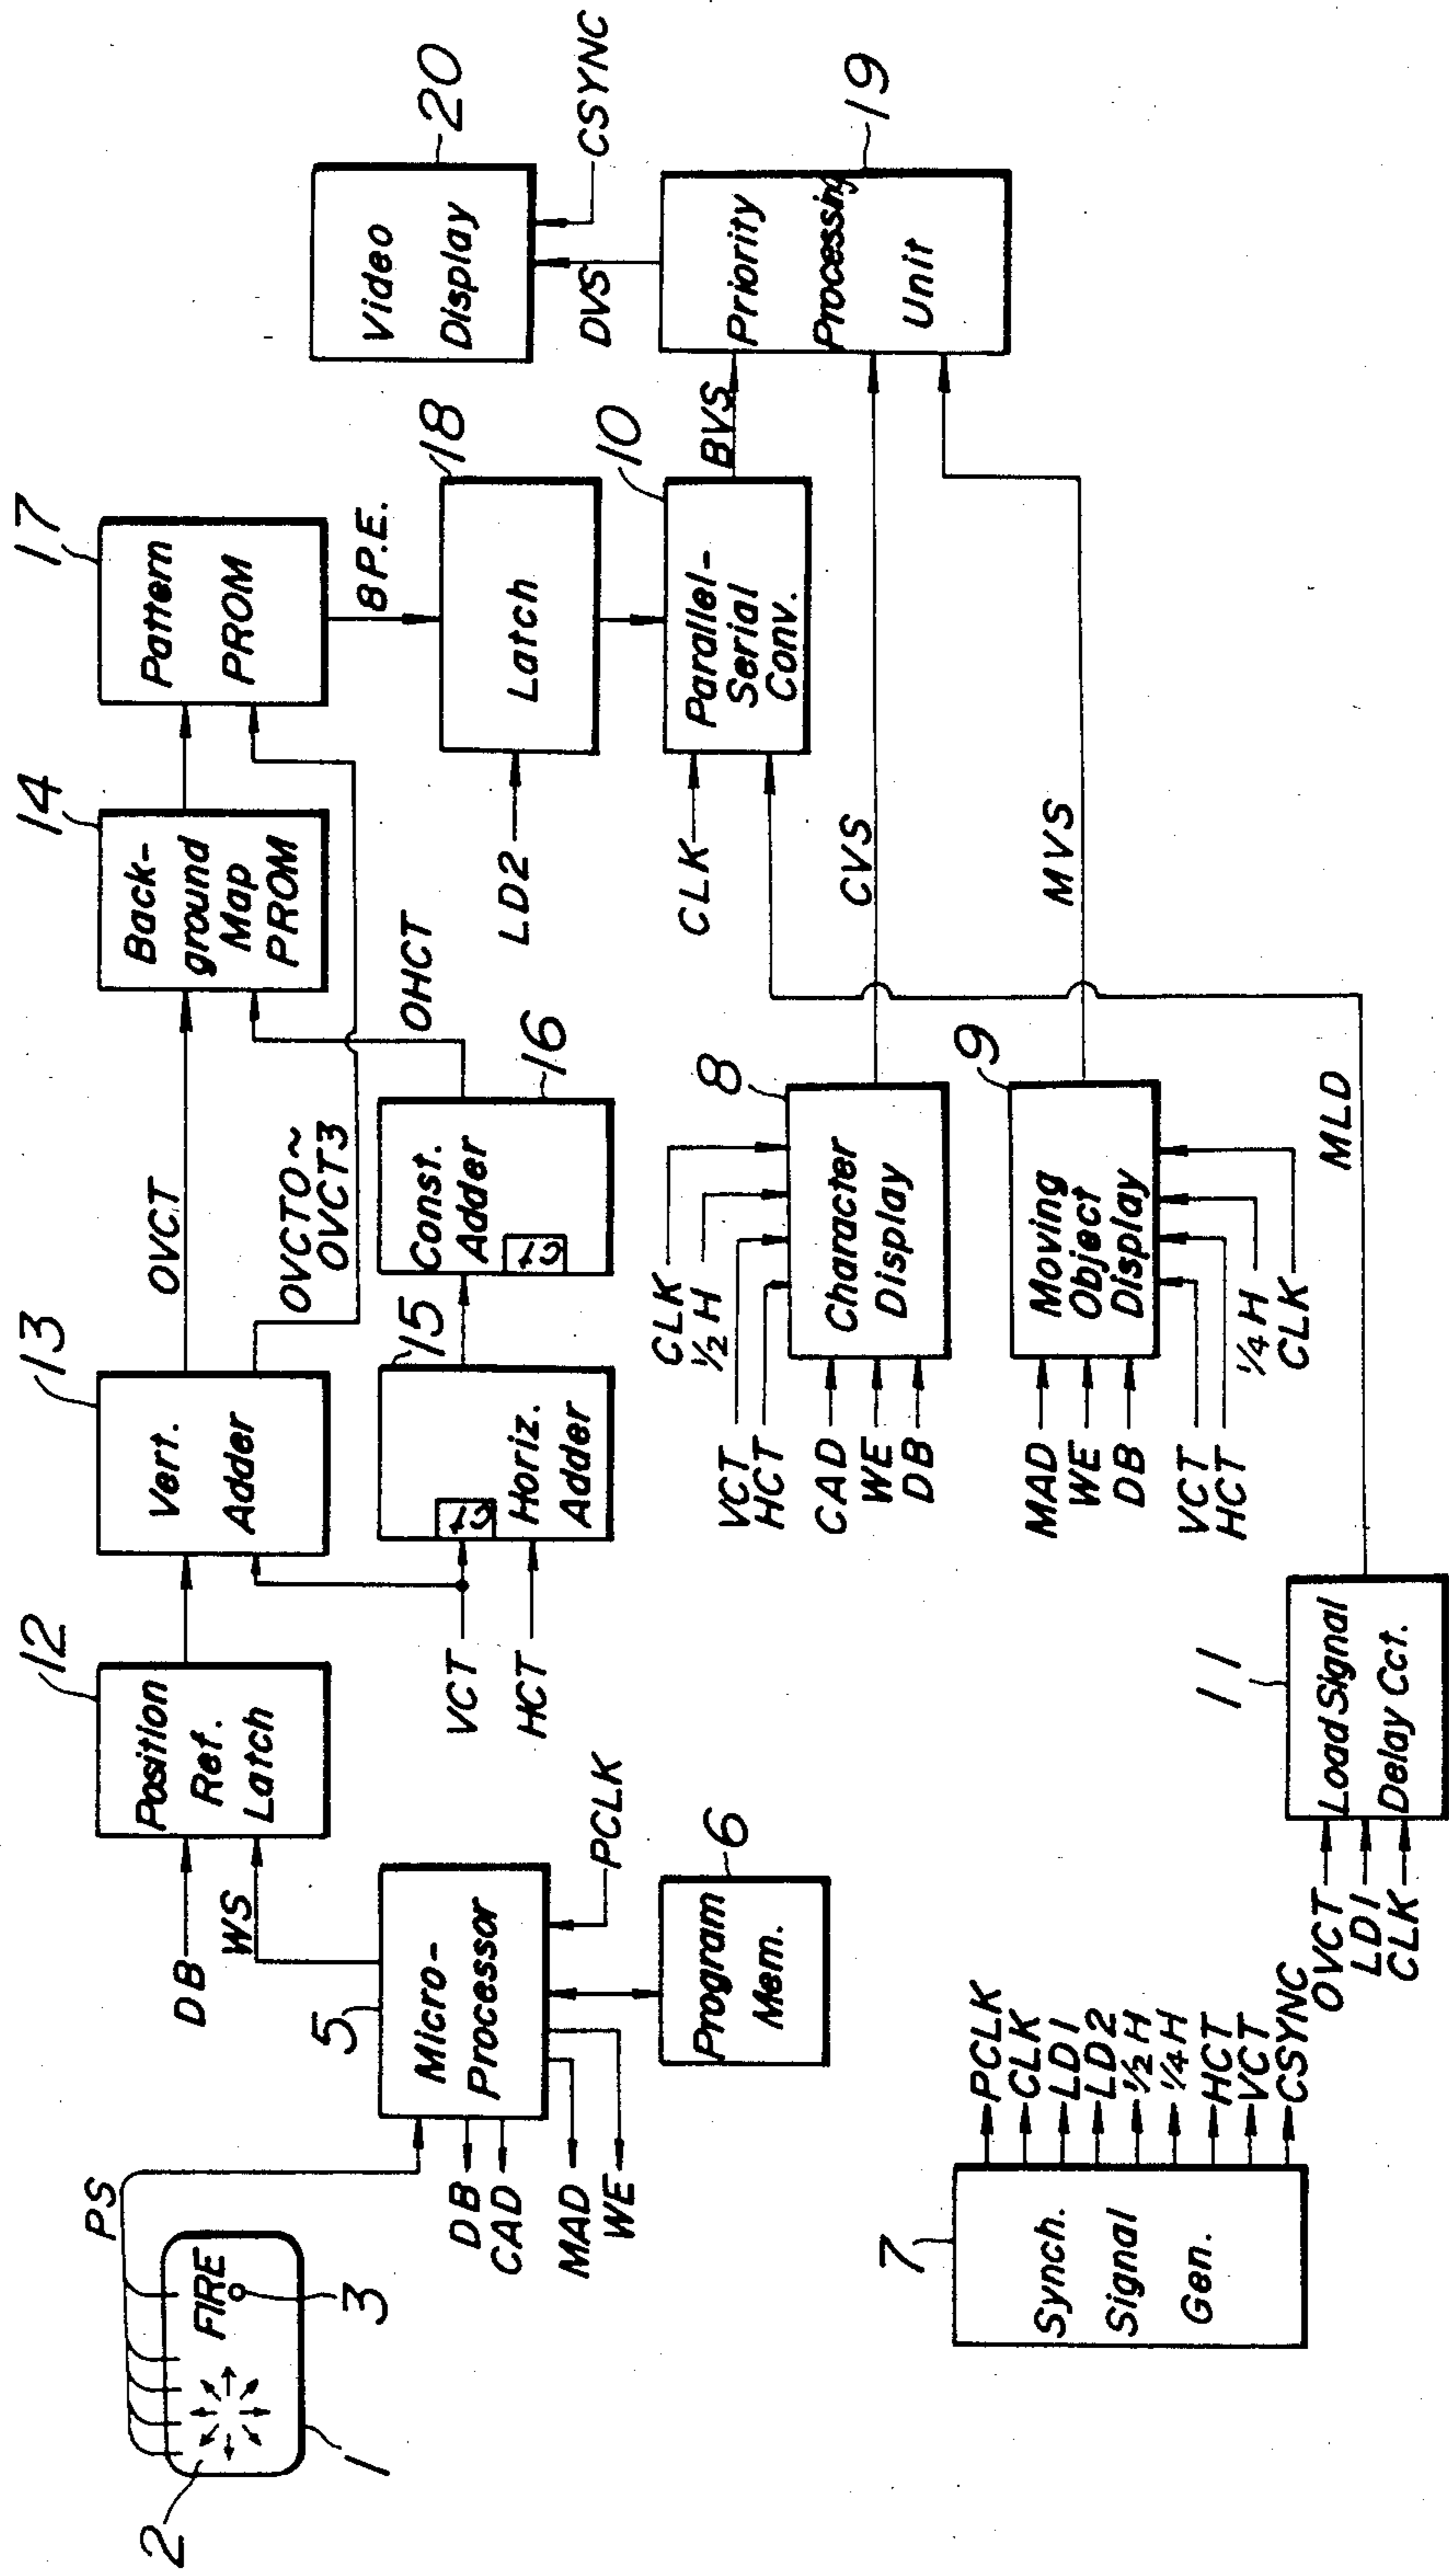 PS
FIRE
1
2
3
DB
CAD
MAD
WE
5
Micro-
Processor
PCLK
Program
Mem.
6
DB
WS
12
Position
Ref.
Latch
13
Vert.
Adder
OVCT
OVCT0~
OVCT3
VCT
HCT
15
Horiz.
Adder
Const.
Adder
16
OHCT
14
Back-
ground
Map
PROM
17
Pattern
PROM
8P.E.
18
Latch
LD2
10
Parallel-
Serial
Conv.
CLK
BVS
20
Video
Display
CSYNC
DVS
19
Priority
Processing
Unit
CVS
MVS
CLK
½H
VCT
HCT
CAD
WE
DB
8
Character
Display
9
Moving
Object
Display
MAD
WE
DB
VCT
HCT
¼H
CLK
MLD
7
Synch.
Signal
Gen.
PCLK
CLK
LD1
LD2
½H
¼H
HCT
VCT
CSYNC
11
Load Signal
Delay Cct.
OVCT
LD1
CLK